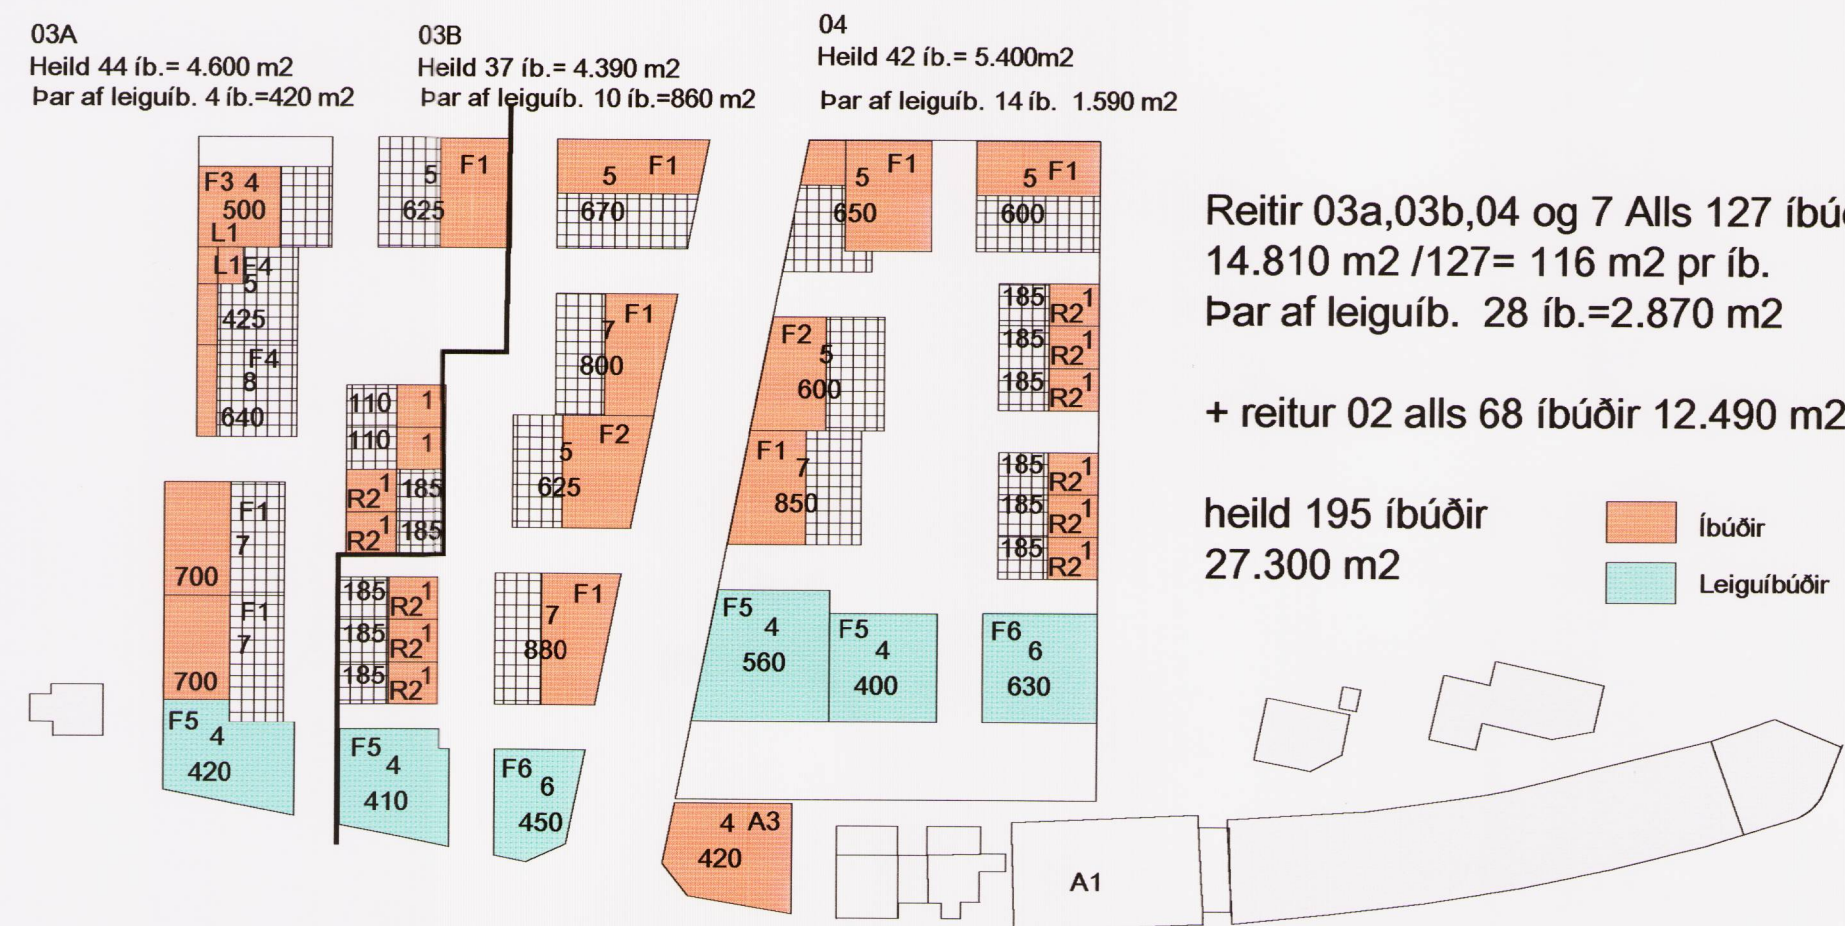 03A
Heild 44 íb.= 4.600 m2
Þar af leiguíb. 4 íb.=420 m2
03B
Heild 37 íb.= 4.390 m2
Þar af leiguíb. 10 íb.=860 m2
04
Heild 42 íb.= 5.400m2
Þar af leiguíb. 14 íb. 1.590 m2
F3 4
500
L1
L1 F4
5
425
F4
8
640
F1
7
700
F1
7
700
F5
4
420
F1
5
625
110 1
110 1
R2 1 185
R2 1 185
185 R2 1
185 R2 1
185 R2 1
F5
4
410
5 F1
670
F1
7
800
F2
5
625
F1
7
880
F6
6
450
5 F1
650
F2
5
600
F1
7
850
F5
4
560
F5
4
400
5 F1
600
185 R2 1
185 R2 1
185 R2 1
185 R2 1
185 R2 1
185 R2 1
F6
6
630
4 A3
420
A1
Reitir 03a,03b,04 og 7 Alls 127
14.810 m2 /127= 116 m2 pr íb.
Þar af leiguíb. 28 íb.=2.870 m2
+ reitur 02 alls 68 íbúðir 12.490 m2
heild 195 íbúðir
27.300 m2
Íbúðir
Leiguíbúðir